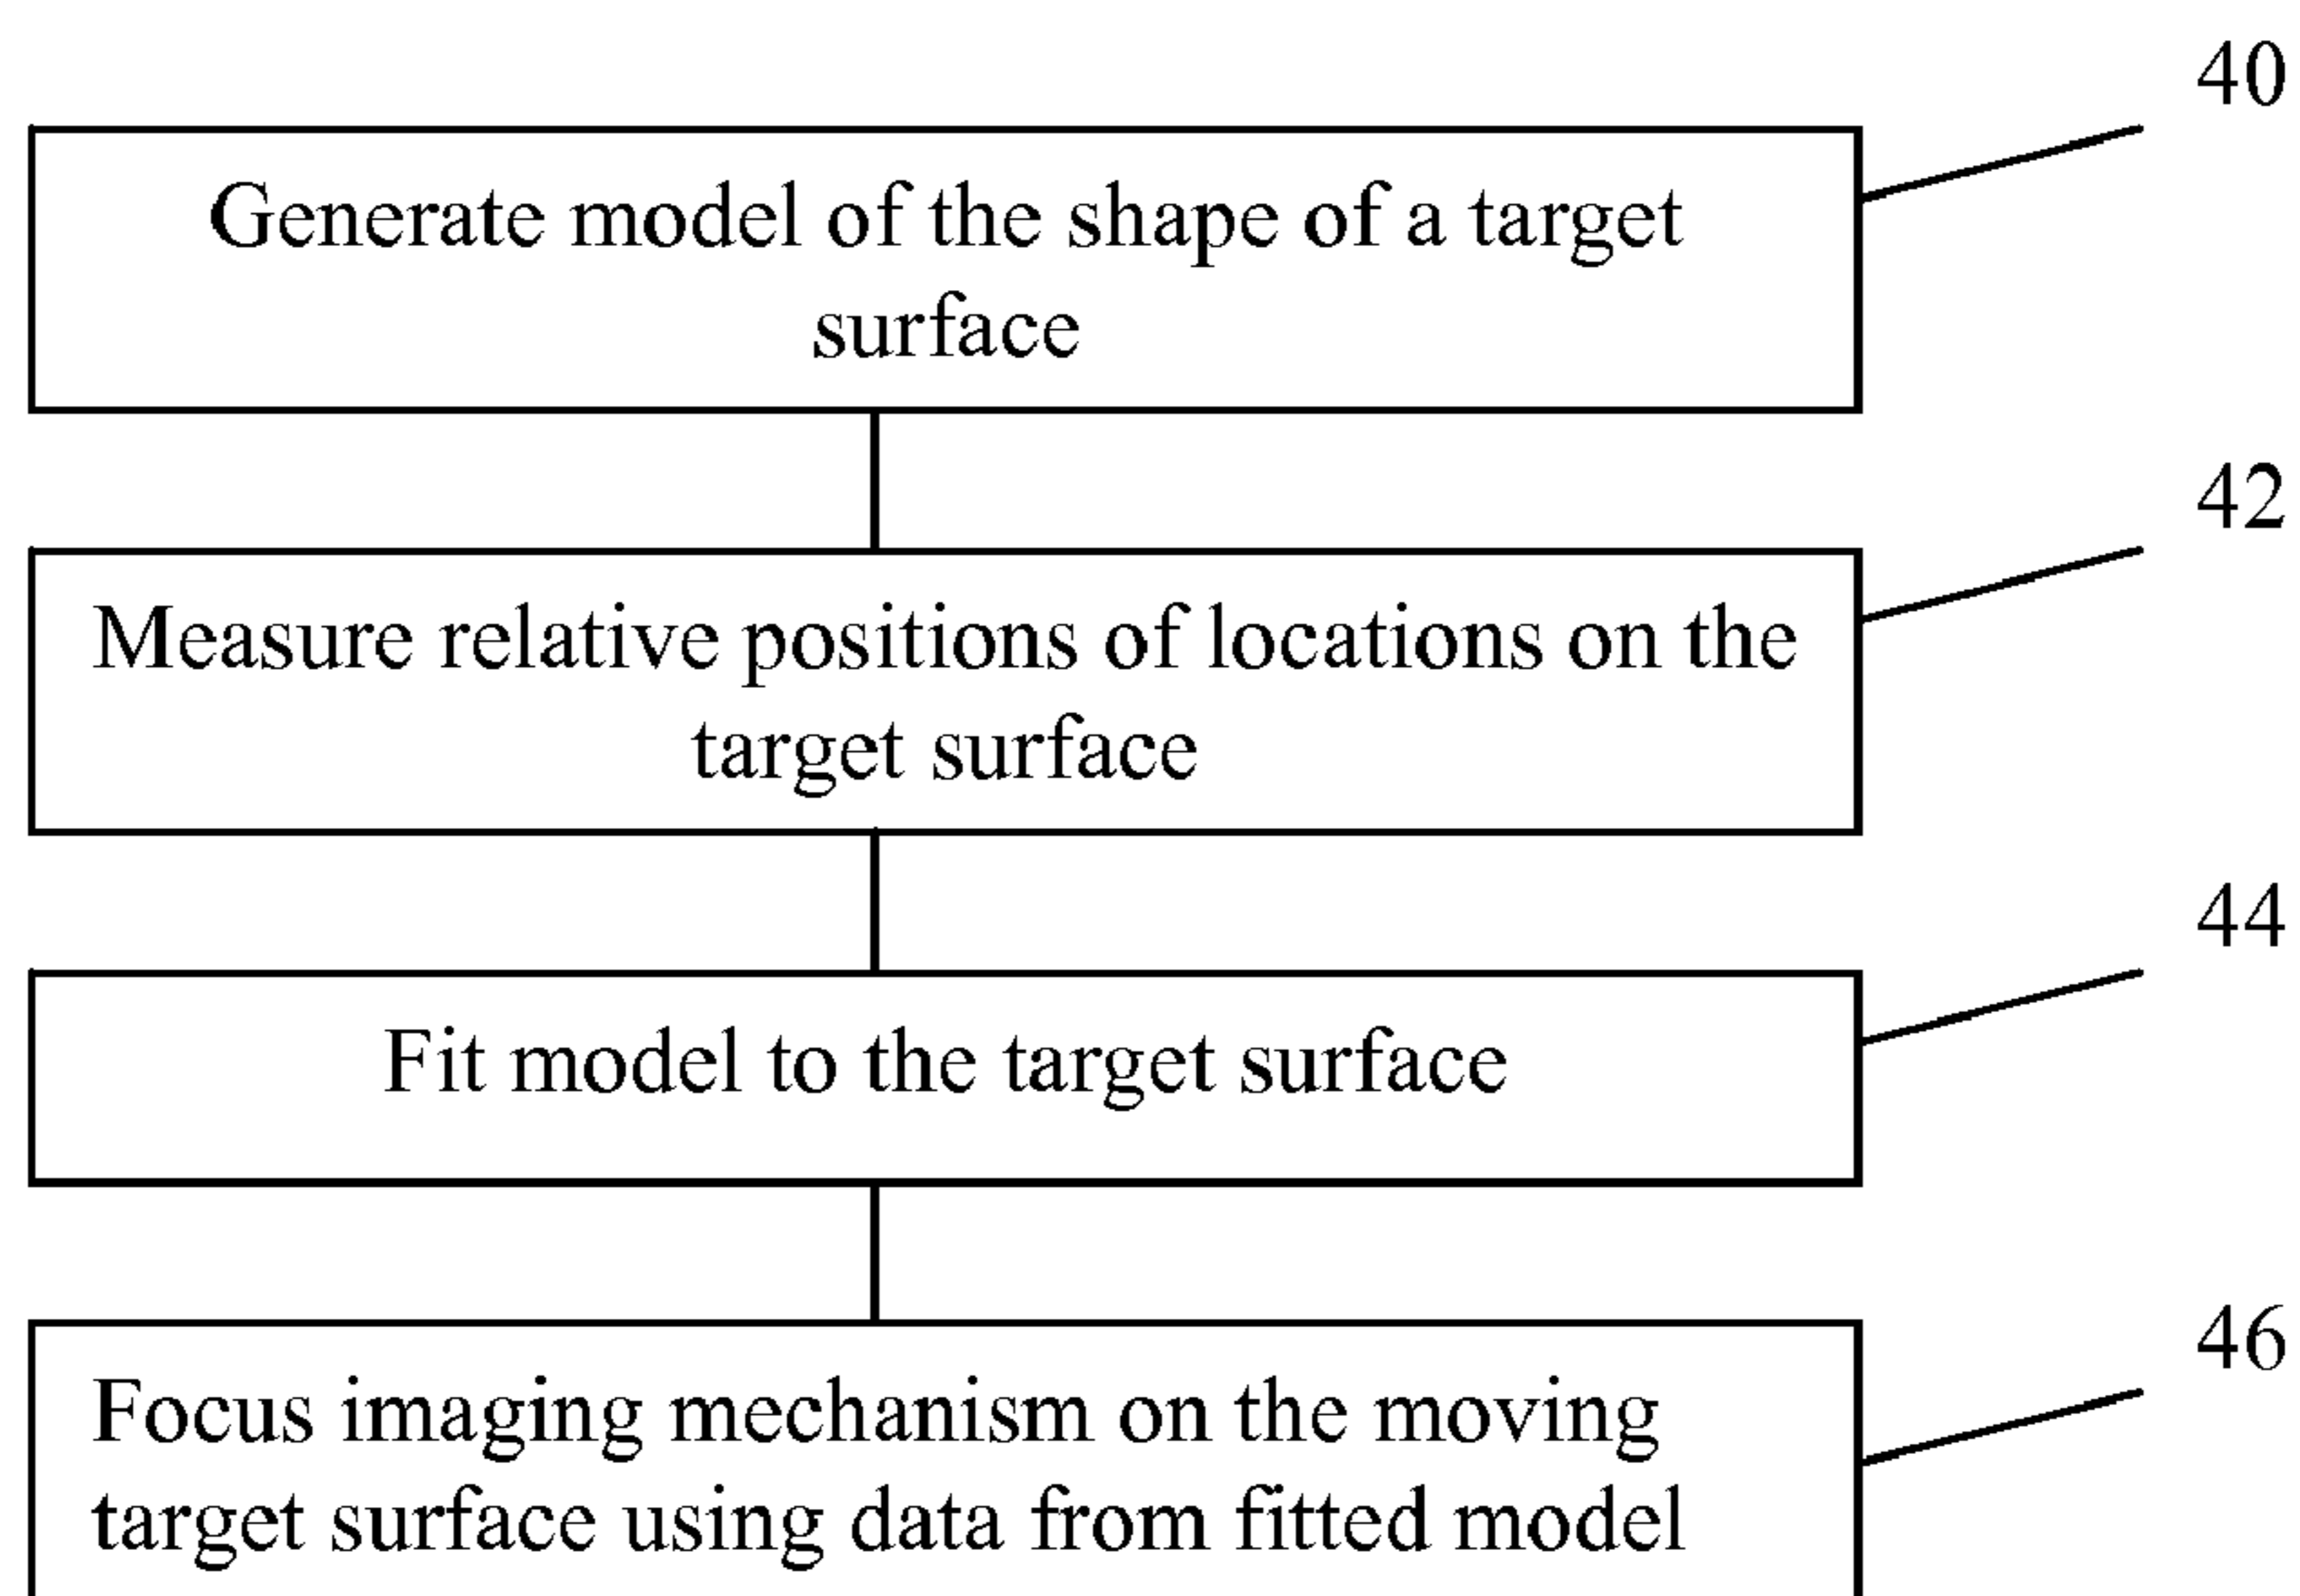 40
Generate model of the shape of a target
surface
42
Measure relative positions of locations on the
target surface
44
Fit model to the target surface
46
Focus imaging mechanism on the moving
target surface using data from fitted model